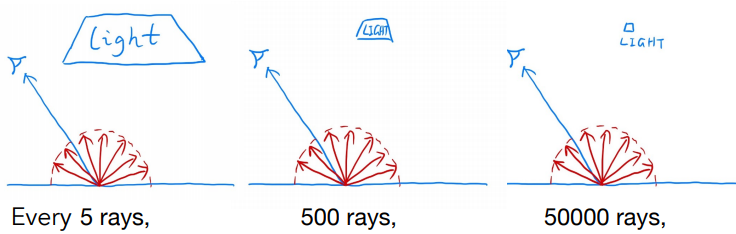 Light
LIGHT
LIGHT
Every 5 rays,
500 rays,
50000 rays,